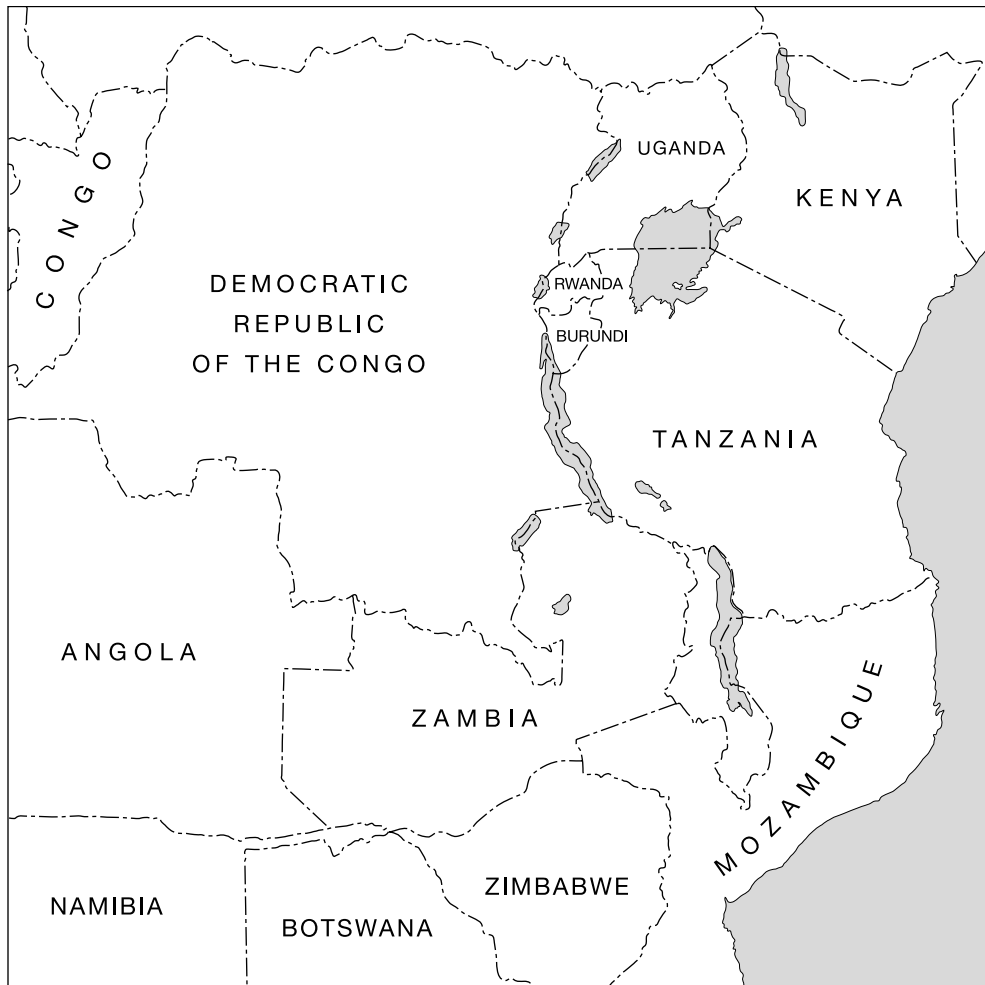 UGANDA
KENYA
CONGO
DEMOCRATIC
REPUBLIC
OF THE CONGO
RWANDA
BURUNDI
TANZANIA
ANGOLA
ZAMBIA
MOZAMBIQUE
ZIMBABWE
NAMIBIA
BOTSWANA